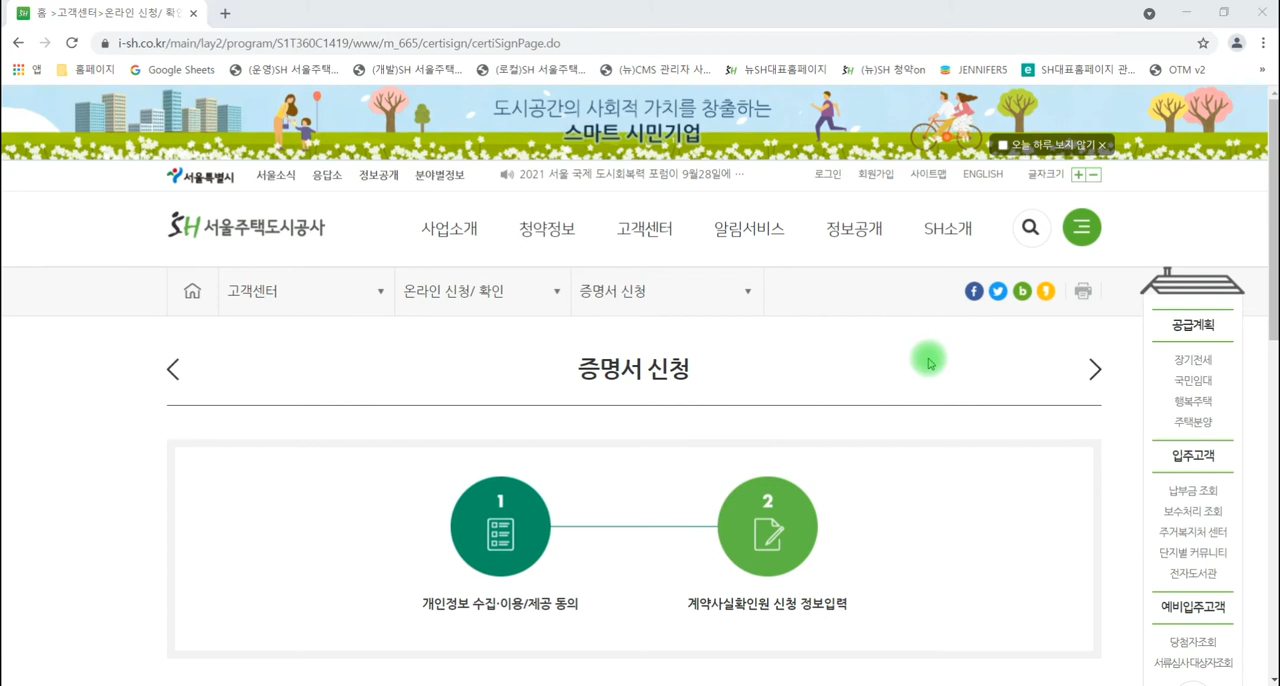 홈 >고객센터>온라인 신청/ 확인
i-sh.co.kr/main/lay2/program/S1T360C1419/www/m_665/certisign/certiSignPage.do
앱 홈페이지 Google Sheets (운영)SH 서울주택... (개발)SH 서울주택... (로컬)SH 서울주택... (뉴)CMS 관리자 사... 뉴SH대표홈페이지 (뉴)SH 청약on JENNIFER5 SH대표홈페이지 관... OTM v2 »
도시공간의 사회적 가치를 창출하는
스마트 시민기업
오늘 하루 보지 않기 ×
서울특별시 서울소식 응답소 정보공개 분야별정보 2021 서울 국제 도시회복력 포럼이 9월28일에 ··· 로그인 회원가입 사이트맵 ENGLISH 글자크기 + −
SH 서울주택도시공사 사업소개 청약정보 고객센터 알림서비스 정보공개 SH소개
고객센터 온라인 신청/ 확인 증명서 신청
증명서 신청
1 2
개인정보 수집·이용/제공 동의 계약사실확인원 신청 정보입력
공급계획
장기전세
국민임대
행복주택
주택분양
입주고객
납부금 조회
보수처리 조회
주거복지처 센터
단지별 커뮤니티
전자도서관
예비입주고객
당첨자조회
서류심사대상자조회